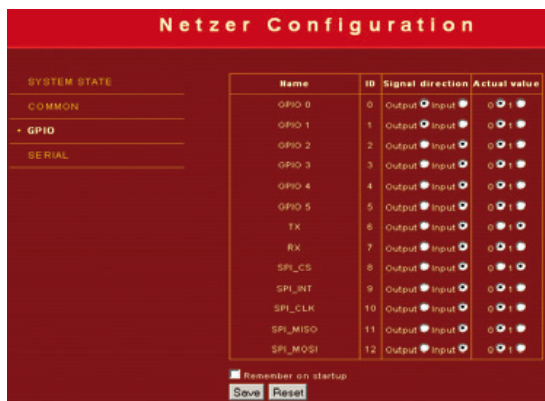 Netzer Configuration
SYSTEM STATE
COMMON
GPIO
SERIAL
Name ID Signal direction Actual value
GPIO 0 0 Output Input 0 1
GPIO 1 1 Output Input 0 1
GPIO 2 2 Output Input 0 1
GPIO 3 3 Output Input 0 1
GPIO 4 4 Output Input 0 1
GPIO 5 5 Output Input 0 1
TX 6 Output Input 0 1
RX 7 Output Input 0 1
SPI_CS 8 Output Input 0 1
SPI_INT 9 Output Input 0 1
SPI_CLK 10 Output Input 0 1
SPI_MISO 11 Output Input 0 1
SPI_MOSI 12 Output Input 0 1
Remember on startup
Save Reset